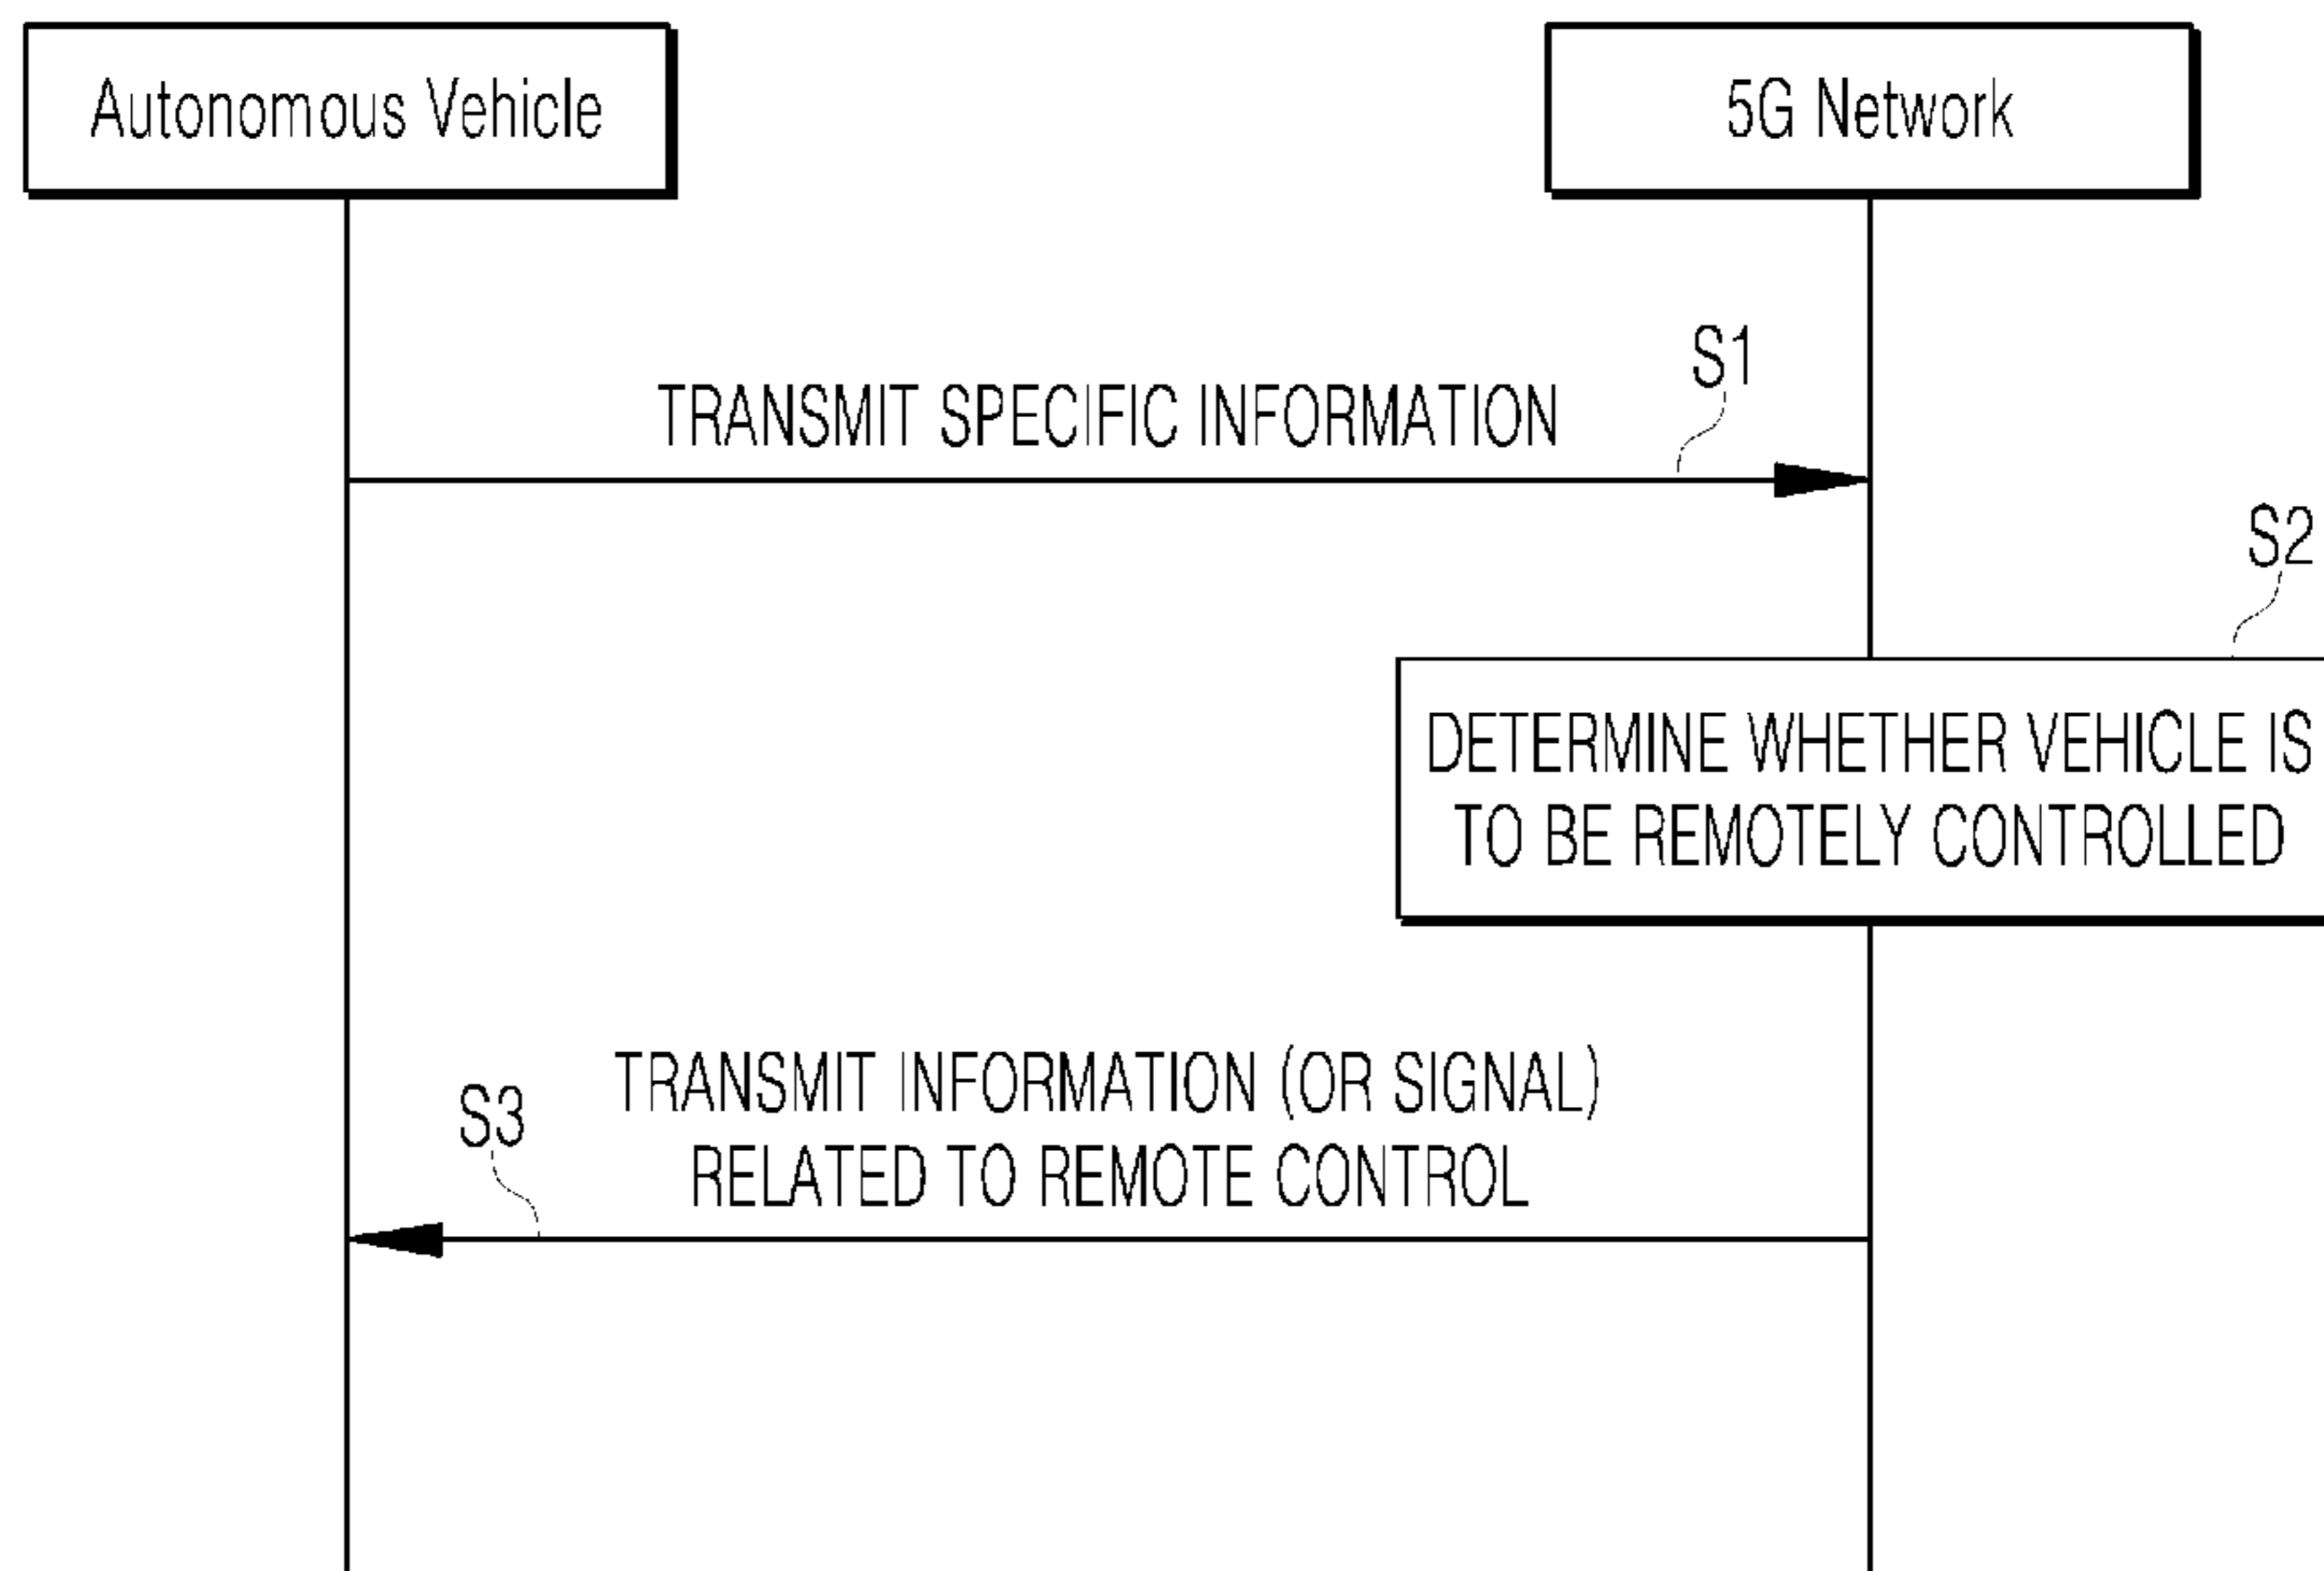 Autonomous Vehicle
5G Network
S1
TRANSMIT SPECIFIC INFORMATION
S2
DETERMINE WHETHER VEHICLE IS
TO BE REMOTELY CONTROLLED
TRANSMIT INFORMATION (OR SIGNAL)
S3
RELATED TO REMOTE CONTROL